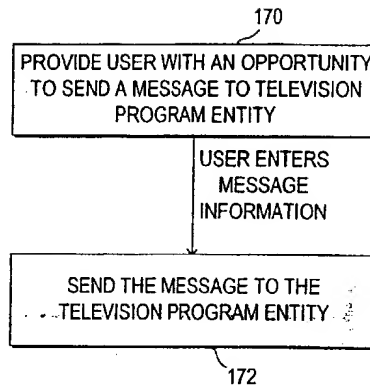 170
PROVIDE USER WITH AN OPPORTUNITY
TO SEND A MESSAGE TO TELEVISION
PROGRAM ENTITY
USER ENTERS
MESSAGE
INFORMATION
SEND THE MESSAGE TO THE
TELEVISION PROGRAM ENTITY
172